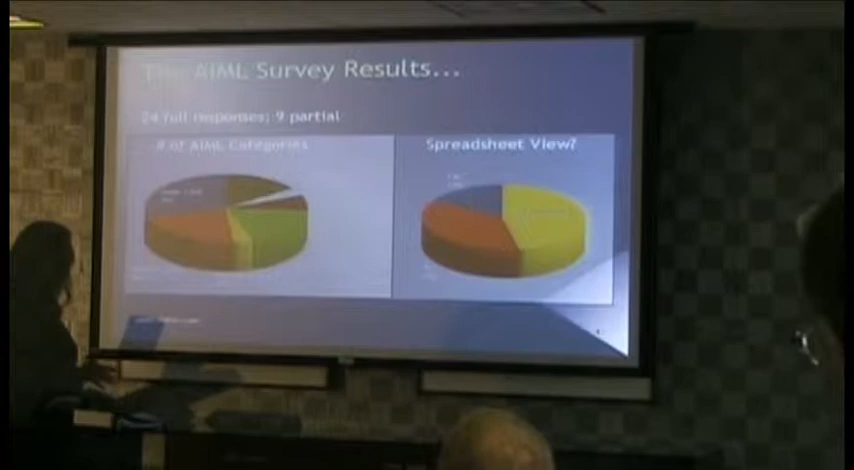 The AIML Survey Results...
24 full responses; 9 partial
# of AIML Categories
Spreadsheet View?